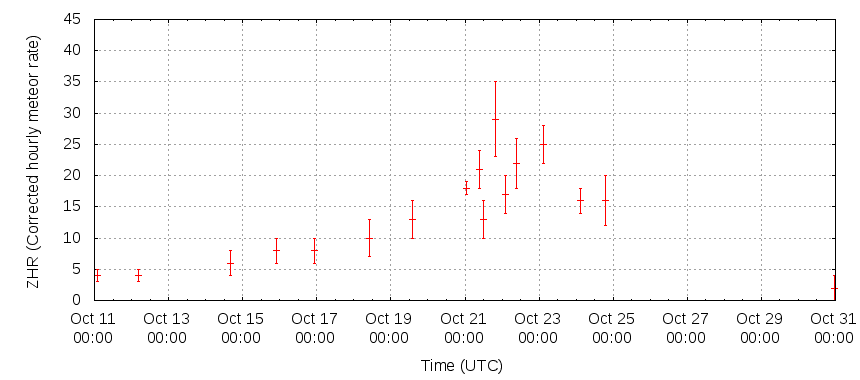 ZHR (Corrected hourly meteor rate)
45
40
35
30
25
20
15
10
5
0
Oct 11 Oct 13 Oct 15 Oct 17 Oct 19 Oct 21 Oct 23 Oct 25 Oct 27 Oct 29 Oct 31
00:00 00:00 00:00 00:00 00:00 00:00 00:00 00:00 00:00 00:00 00:00
Time (UTC)